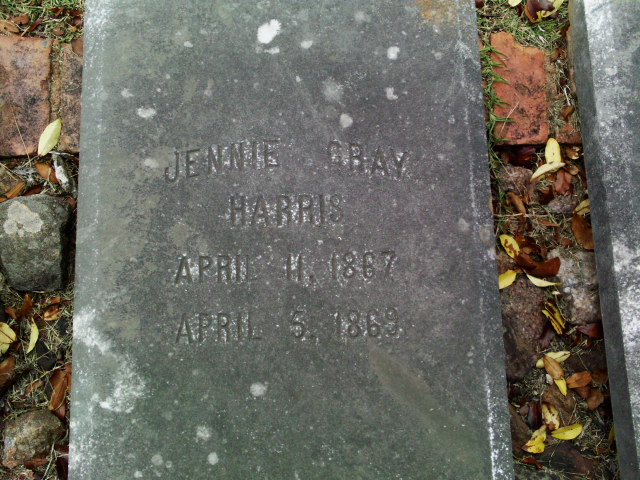 JENNIE GRAY
HARRIS
APRIL 11, 1867
APRIL 5, 1869